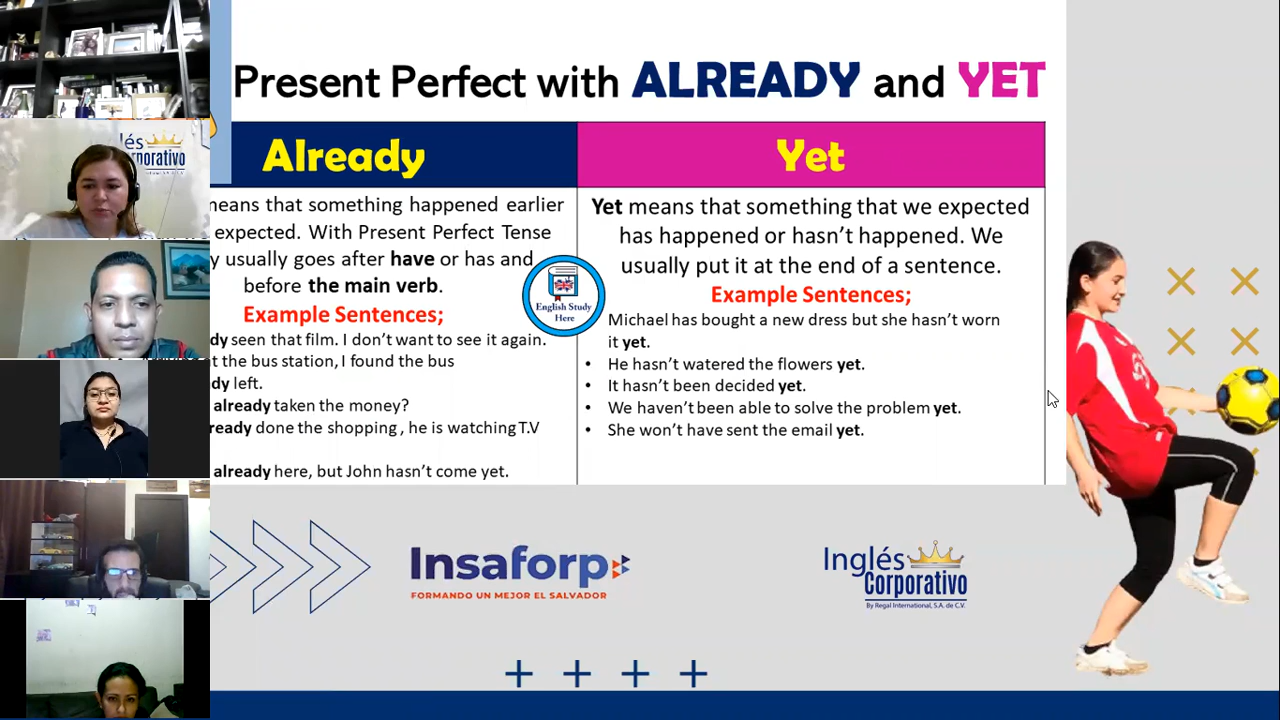 Present Perfect with ALREADY and YET
Already
Yet
means that something happened earlier
expected. With Present Perfect Tense
usually goes after have or has and
before the main verb.
Example Sentences;
seen that film. I don't want to see it again.
at the bus station, I found the bus
left.
already taken the money?
done the shopping , he is watching T.V
already here, but John hasn't come yet.
Yet means that something that we expected
has happened or hasn't happened. We
usually put it at the end of a sentence.
Example Sentences;
Michael has bought a new dress but she hasn't worn
it yet.
• He hasn't watered the flowers yet.
• It hasn't been decided yet.
• We haven't been able to solve the problem yet.
• She won't have sent the email yet.
English Study
Here
Insaforp
FORMANDO UN MEJOR EL SALVADOR
Inglés
Corporativo
By Regal International, S.A. de C.V.